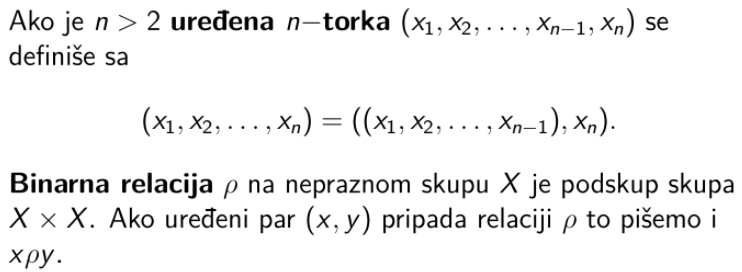 Ako je n > 2 uređena n−torka (x₁, x₂, . . . , xₙ₋₁, xₙ) se
definiše sa
(x₁, x₂, . . . , xₙ) = ((x₁, x₂, . . . , xₙ₋₁), xₙ).
Binarna relacija ρ na nepraznom skupu X je podskup skupa
X × X. Ako uređeni par (x, y) pripada relaciji ρ to pišemo i
xρy.